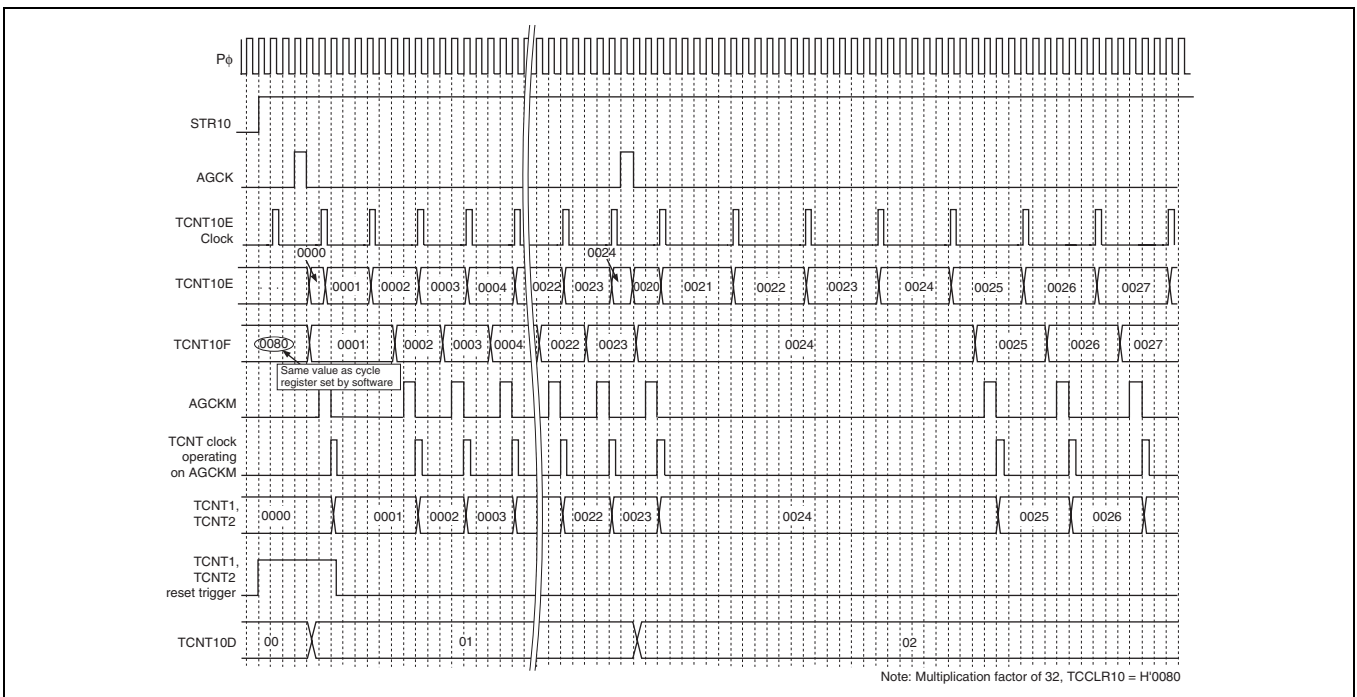 Pφ
STR10
AGCK
TCNT10E
Clock
0000
0024
TCNT10E
0001 0002 0003 0004 0022 0023 0020 0021 0022 0023 0024 0025 0026 0027
TCNT10F
0080 0001 0002 0003 0004 0022 0023 0024 0025 0026 0027
Same value as cycle
register set by software
AGCKM
TCNT clock
operating
on AGCKM
TCNT1,
TCNT2
0000 0001 0002 0003 0022 0023 0024 0025 0026
TCNT1,
TCNT2
reset trigger
TCNT10D
00 01 02
Note: Multiplication factor of 32, TCCLR10 = H'0080